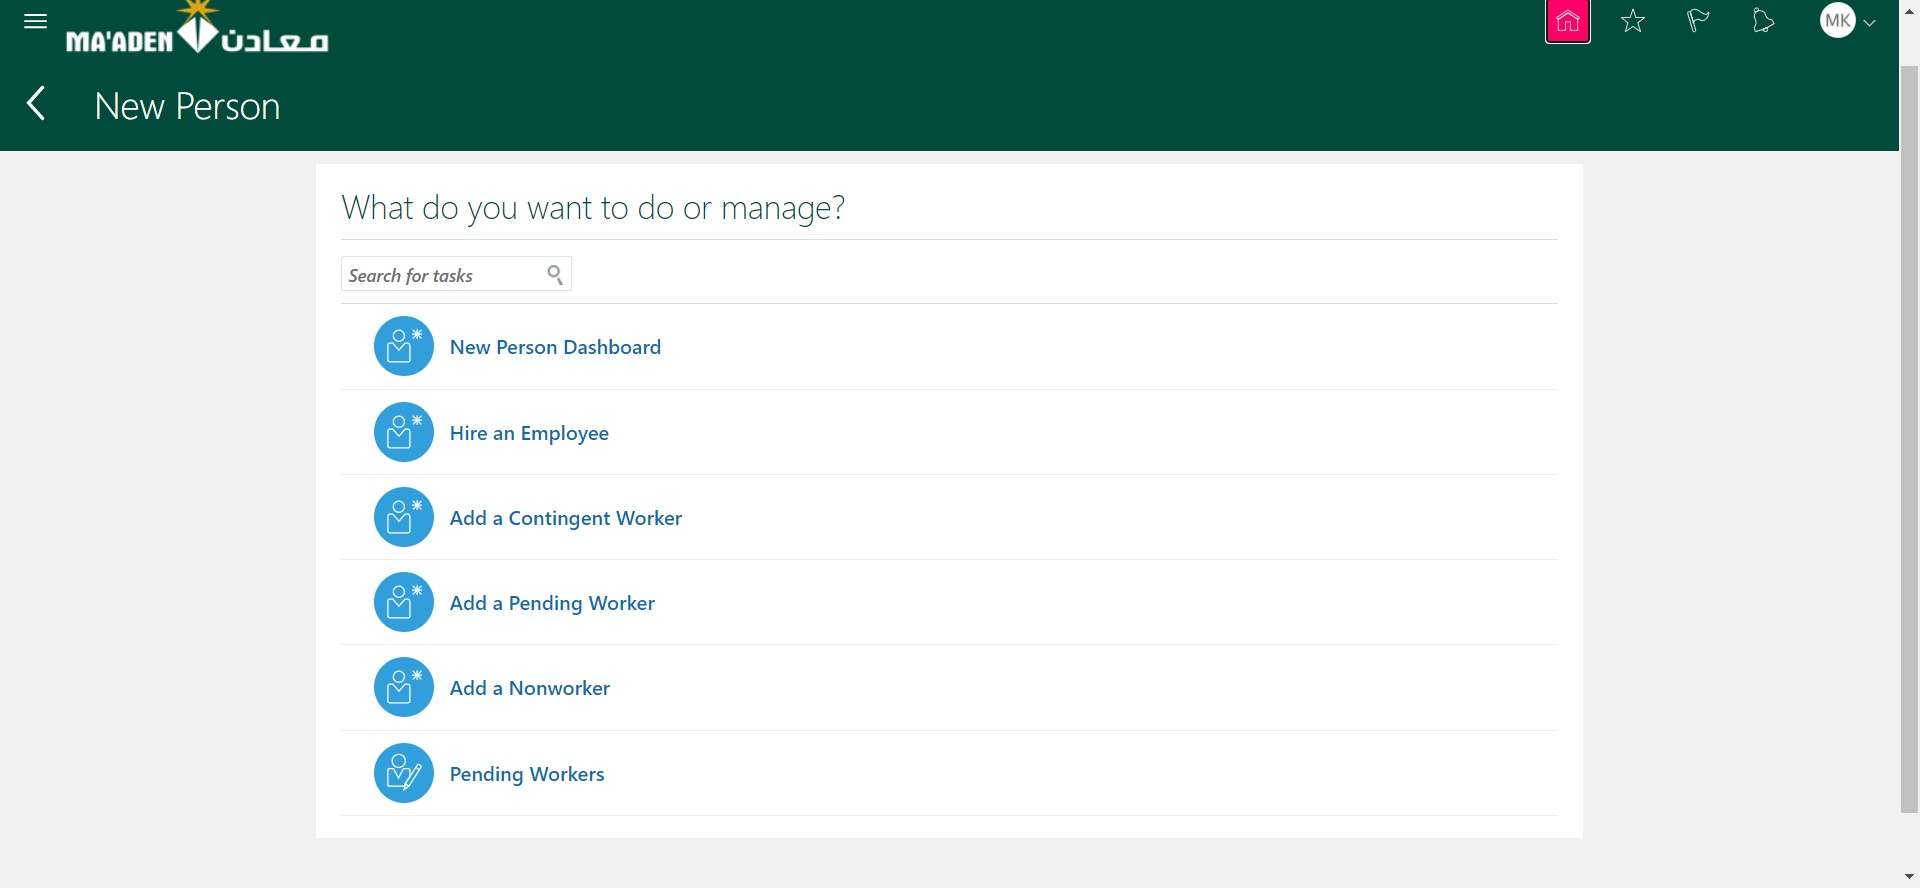 MA'ADEN معادن
MK
New Person
What do you want to do or manage?
Search for tasks
New Person Dashboard
Hire an Employee
Add a Contingent Worker
Add a Pending Worker
Add a Nonworker
Pending Workers